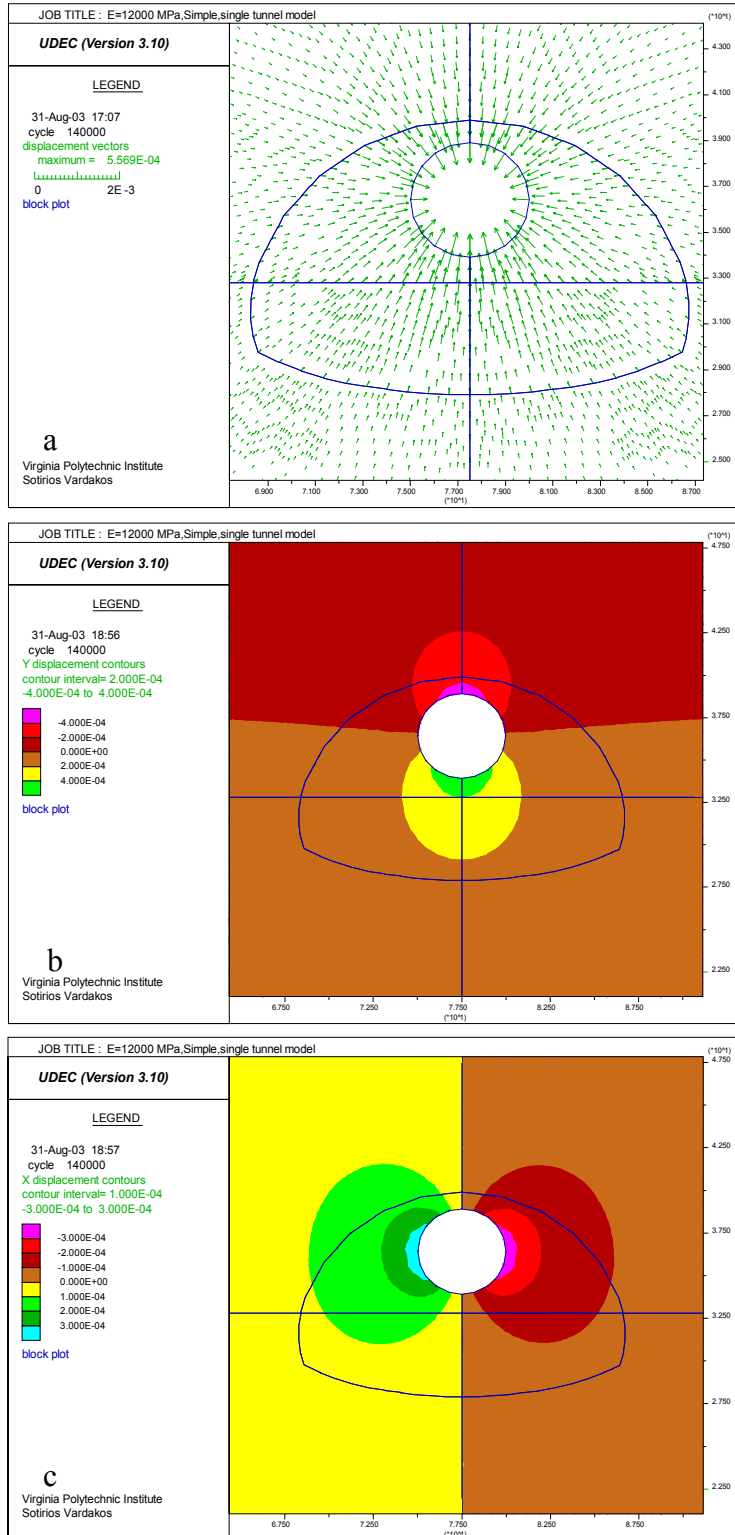 JOB TITLE : E=12000 MPa,Simple,single tunnel model
UDEC (Version 3.10)
LEGEND
31-Aug-03 17:07
cycle 140000
displacement vectors
maximum = 5.569E-04
0 2E -3
block plot
a
Virginia Polytechnic Institute
Sotirios Vardakos
(*10^1)
4.300
4.100
3.900
3.700
3.500
3.300
3.100
2.900
2.700
2.500
6.900 7.100 7.300 7.500 7.700 7.900 8.100 8.300 8.500 8.700
(*10^1)
JOB TITLE : E=12000 MPa,Simple,single tunnel model
UDEC (Version 3.10)
LEGEND
31-Aug-03 18:56
cycle 140000
Y displacement contours
contour interval= 2.000E-04
-4.000E-04 to 4.000E-04
-4.000E-04
-2.000E-04
0.000E+00
2.000E-04
4.000E-04
block plot
b
Virginia Polytechnic Institute
Sotirios Vardakos
(*10^1)
4.750
4.250
3.750
3.250
2.750
2.250
6.750 7.250 7.750 8.250 8.750
(*10^1)
JOB TITLE : E=12000 MPa,Simple,single tunnel model
UDEC (Version 3.10)
LEGEND
31-Aug-03 18:57
cycle 140000
X displacement contours
contour interval= 1.000E-04
-3.000E-04 to 3.000E-04
-3.000E-04
-2.000E-04
-1.000E-04
0.000E+00
1.000E-04
2.000E-04
3.000E-04
block plot
c
Virginia Polytechnic Institute
Sotirios Vardakos
(*10^1)
4.750
4.250
3.750
3.250
2.750
2.250
6.750 7.250 7.750 8.250 8.750
(*10^1)